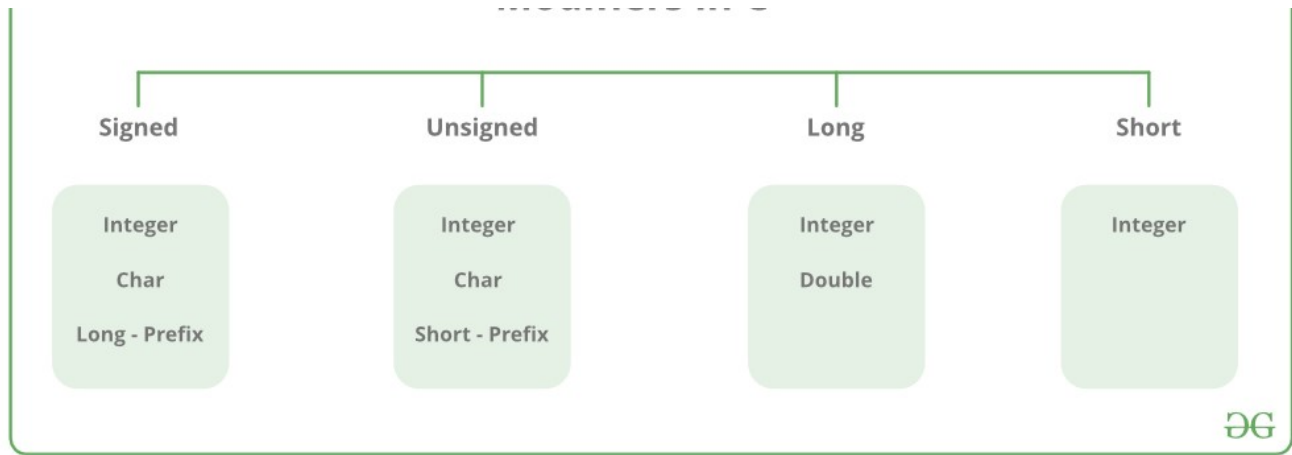 Signed
Unsigned
Long
Short
Integer
Char
Long - Prefix
Integer
Char
Short - Prefix
Integer
Double
Integer